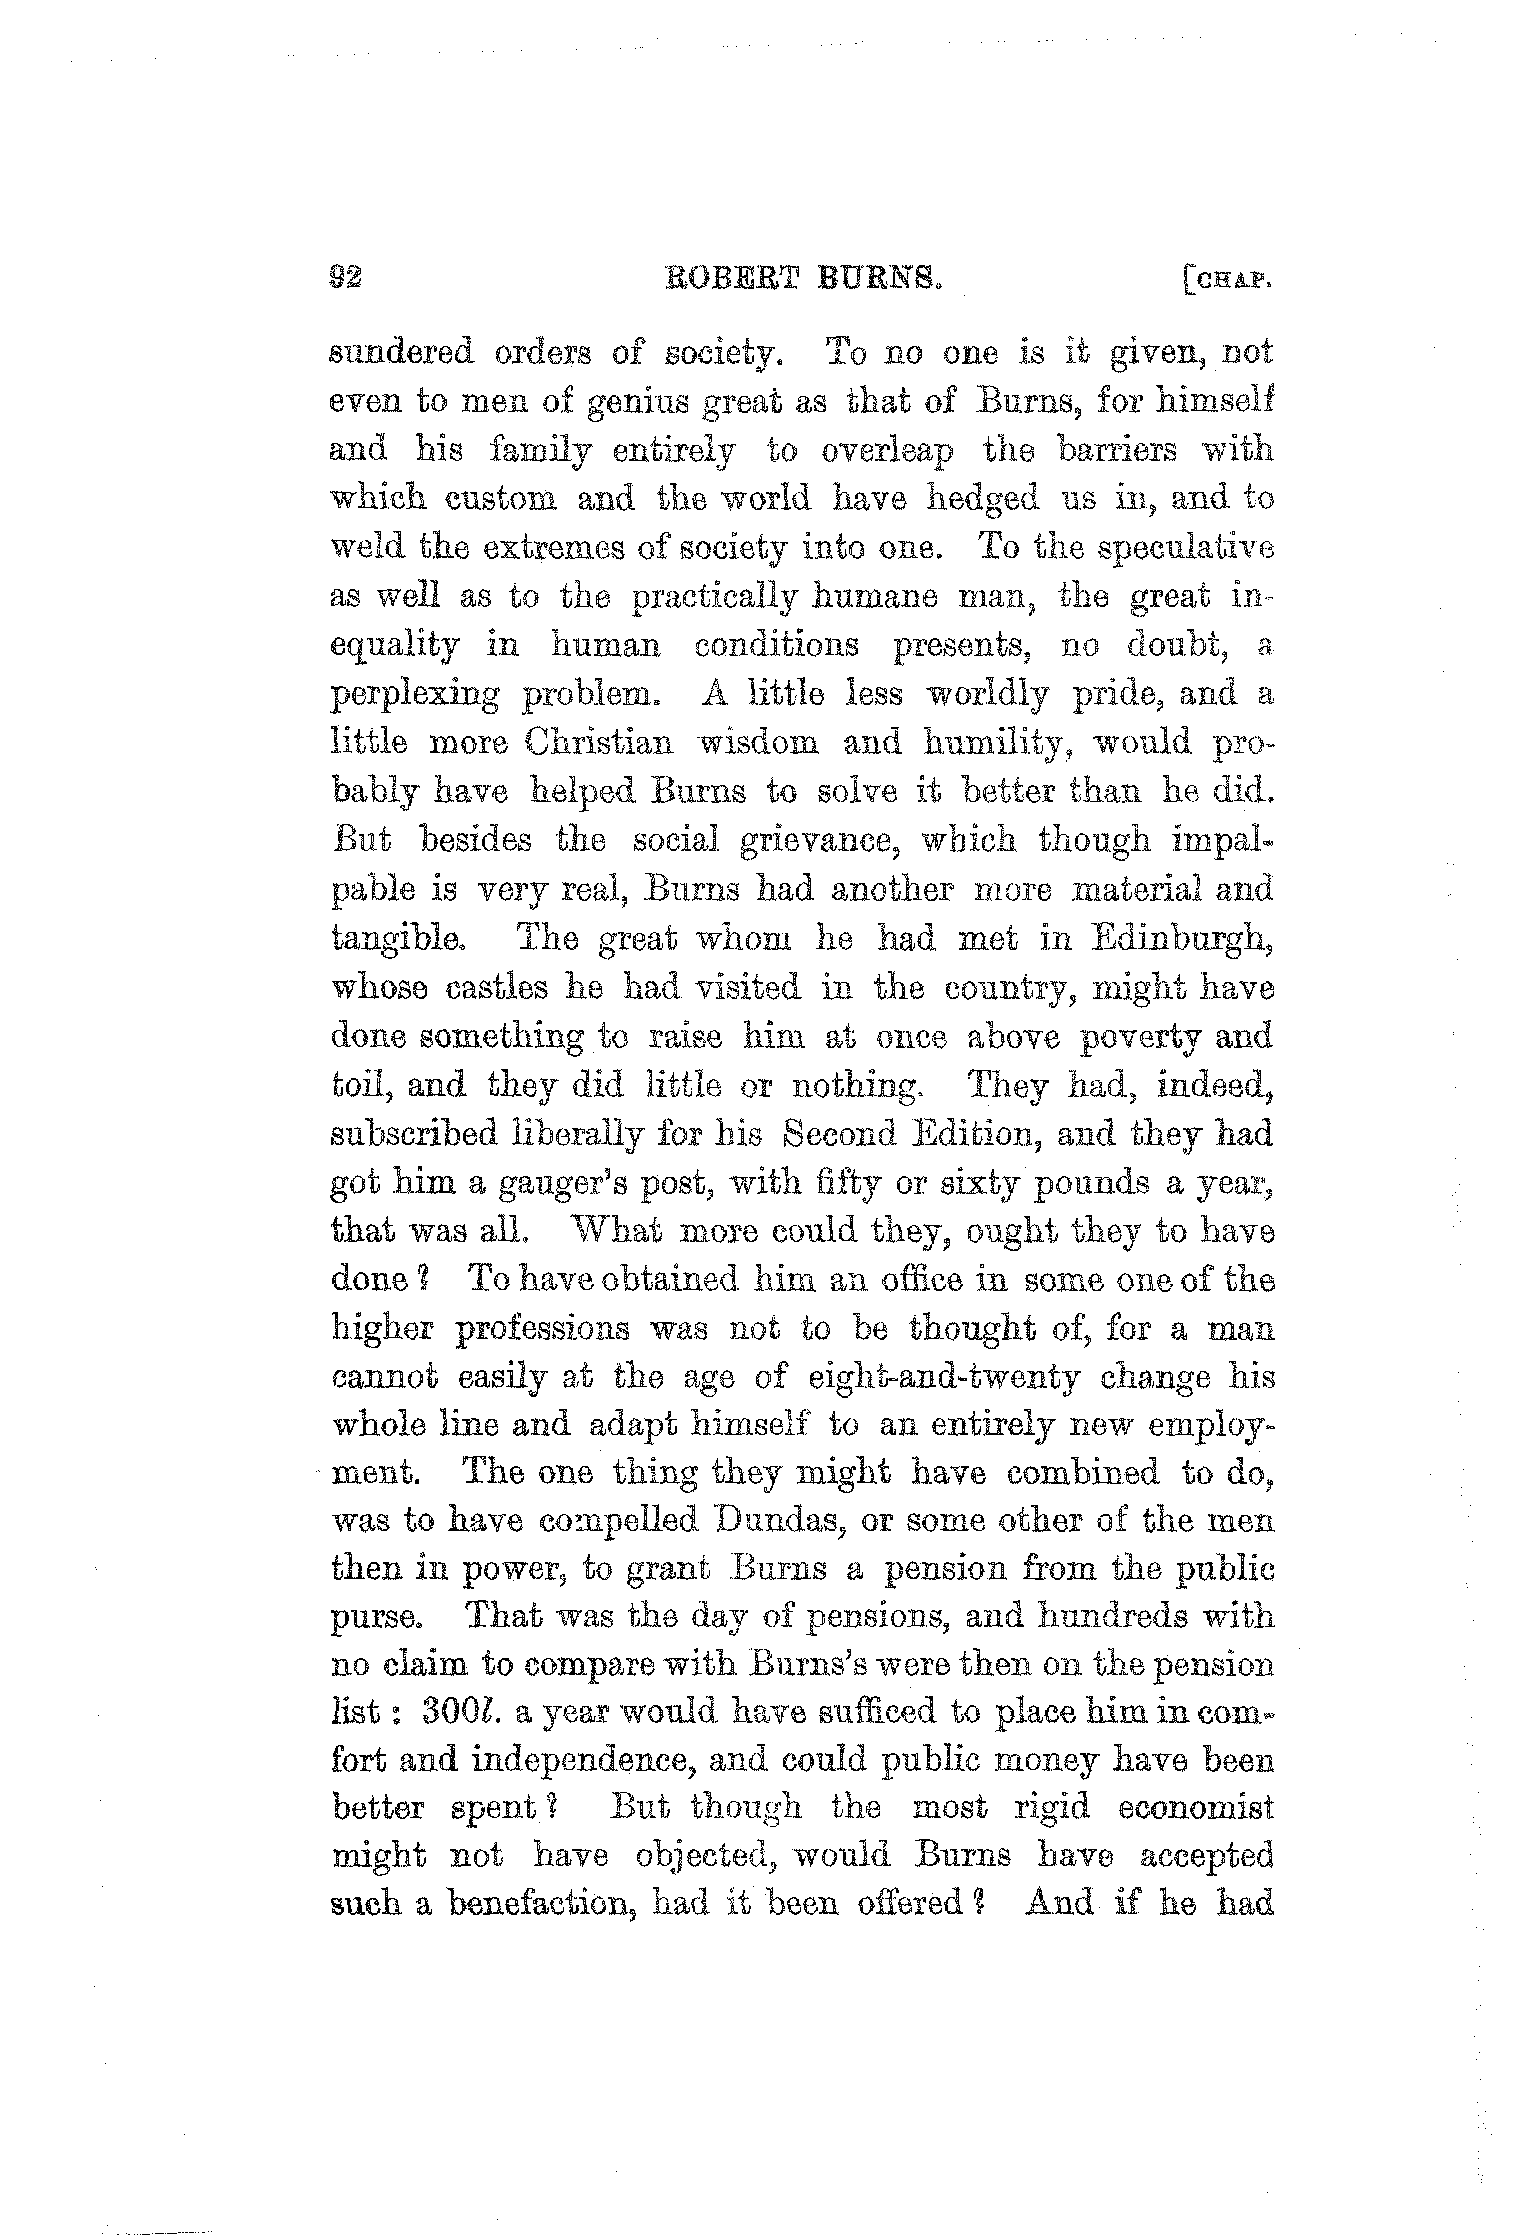 92 ROBERT BURNS. [CHAP.
sundered orders of society. To no one is it given, not
even to men of genius great as that of Burns, for himself
and his family entirely to overleap the barriers with
which custom and the world have hedged us in, and to
weld the extremes of society into one. To the speculative
as well as to the practically humane man, the great in-
equality in human conditions presents, no doubt, a
perplexing problem. A little less worldly pride, and a
little more Christian wisdom and humility, would pro-
bably have helped Burns to solve it better than he did.
But besides the social grievance, which though impal-
pable is very real, Burns had another more material and
tangible. The great whom he had met in Edinburgh,
whose castles he had visited in the country, might have
done something to raise him at once above poverty and
toil, and they did little or nothing. They had, indeed,
subscribed liberally for his Second Edition, and they had
got him a gauger's post, with fifty or sixty pounds a year,
that was all. What more could they, ought they to have
done? To have obtained him an office in some one of the
higher professions was not to be thought of, for a man
cannot easily at the age of eight-and-twenty change his
whole line and adapt himself to an entirely new employ-
ment. The one thing they might have combined to do,
was to have compelled Dundas, or some other of the men
then in power, to grant Burns a pension from the public
purse. That was the day of pensions, and hundreds with
no claim to compare with Burns's were then on the pension
list: 300l. a year would have sufficed to place him in com-
fort and independence, and could public money have been
better spent? But though the most rigid economist
might not have objected, would Burns have accepted
such a benefaction, had it been offered? And if he had